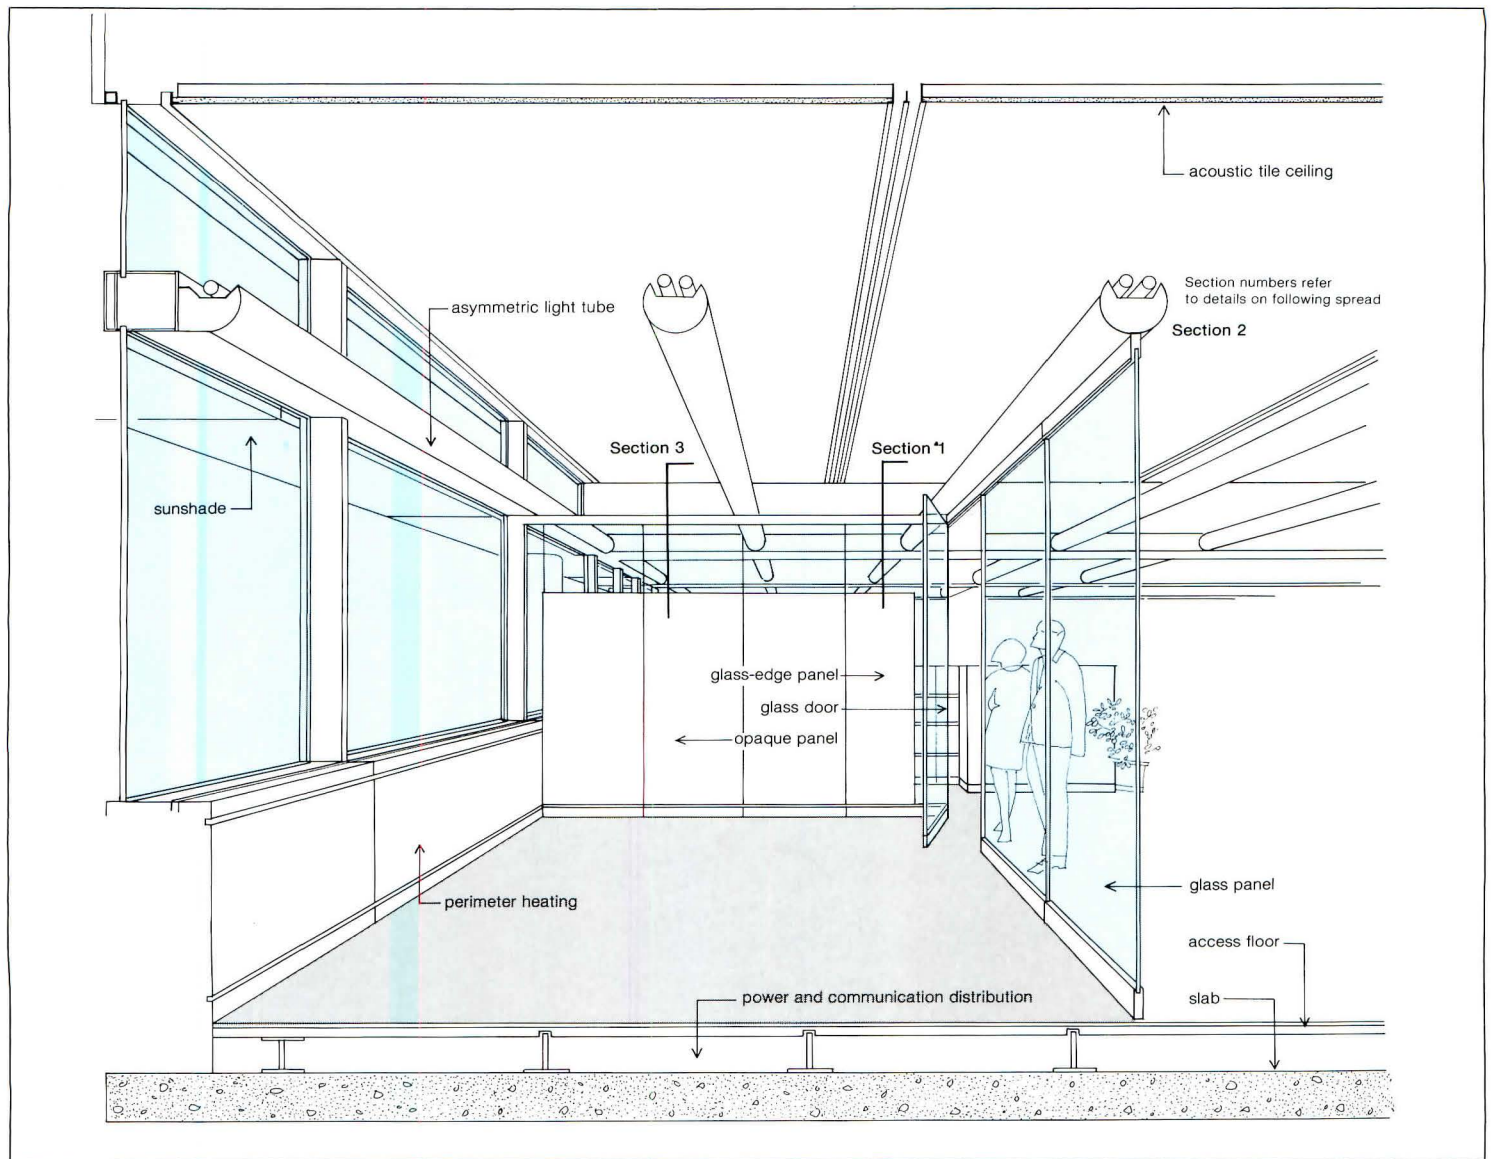 acoustic tile ceiling
Section numbers refer
to details on following spread
asymmetric light tube
Section 2
Section 3
Section 1
sunshade
glass-edge panel
glass door
opaque panel
glass panel
perimeter heating
access floor
power and communication distribution
slab